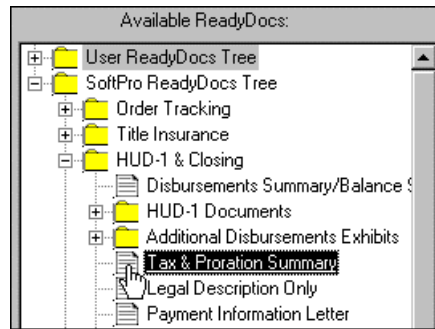 Available ReadyDocs:
User ReadyDocs Tree
SoftPro ReadyDocs Tree
Order Tracking
Title Insurance
HUD-1 & Closing
Disbursements Summary/Balance
HUD-1 Documents
Additional Disbursements Exhibits
Tax & Proration Summary
Legal Description Only
Payment Information Letter